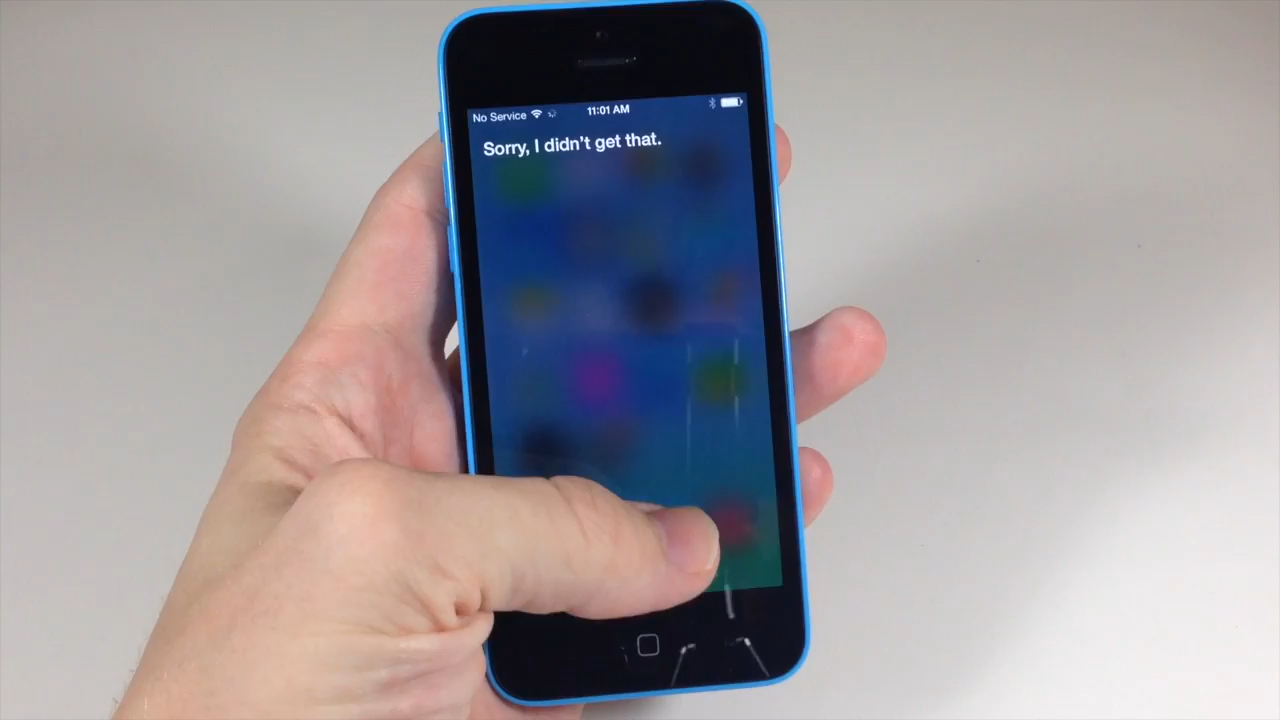 No Service 11:01 AM
Sorry, I didn't get that.